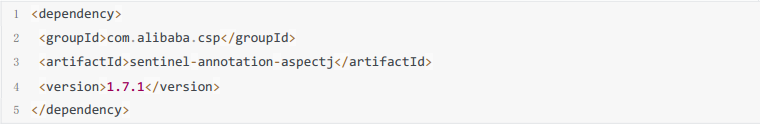 1 <dependency>
2 <groupId>com.alibaba.csp</groupId>
3 <artifactId>sentinel-annotation-aspectj</artifactId>
4 <version>1.7.1</version>
5 </dependency>